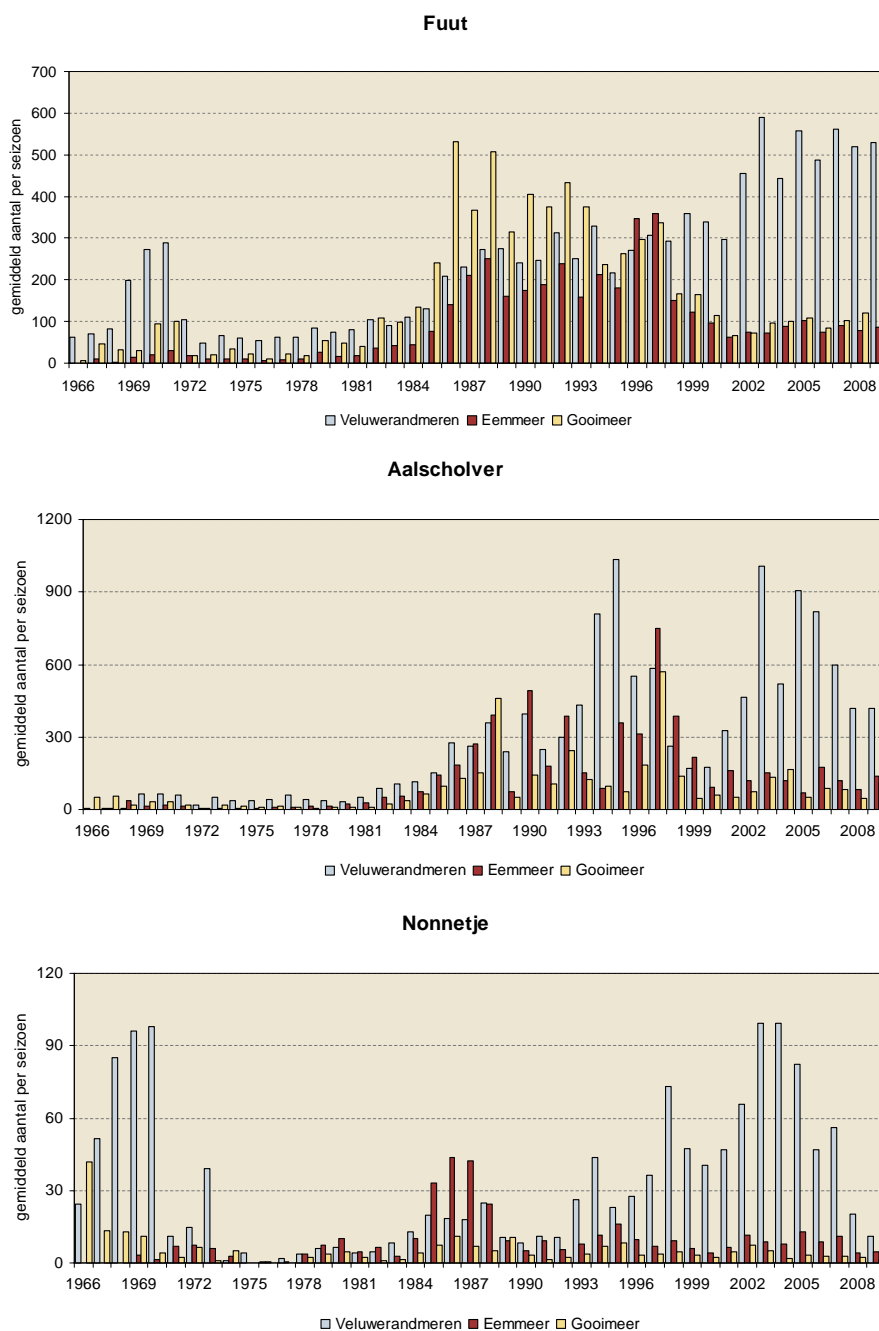 Fuut
700
600
500
400
300
200
100
0
gemiddeld aantal per seizoen
1966 1969 1972 1975 1978 1981 1984 1987 1990 1993 1996 1999 2002 2005 2008
Veluwerandmeren Eemmeer Gooimeer
Aalscholver
1200
900
600
300
0
gemiddeld aantal per seizoen
1966 1969 1972 1975 1978 1981 1984 1987 1990 1993 1996 1999 2002 2005 2008
Veluwerandmeren Eemmeer Gooimeer
Nonnetje
120
90
60
30
0
gemiddeld aantal per seizoen
1966 1969 1972 1975 1978 1981 1984 1987 1990 1993 1996 1999 2002 2005 2008
Veluwerandmeren Eemmeer Gooimeer